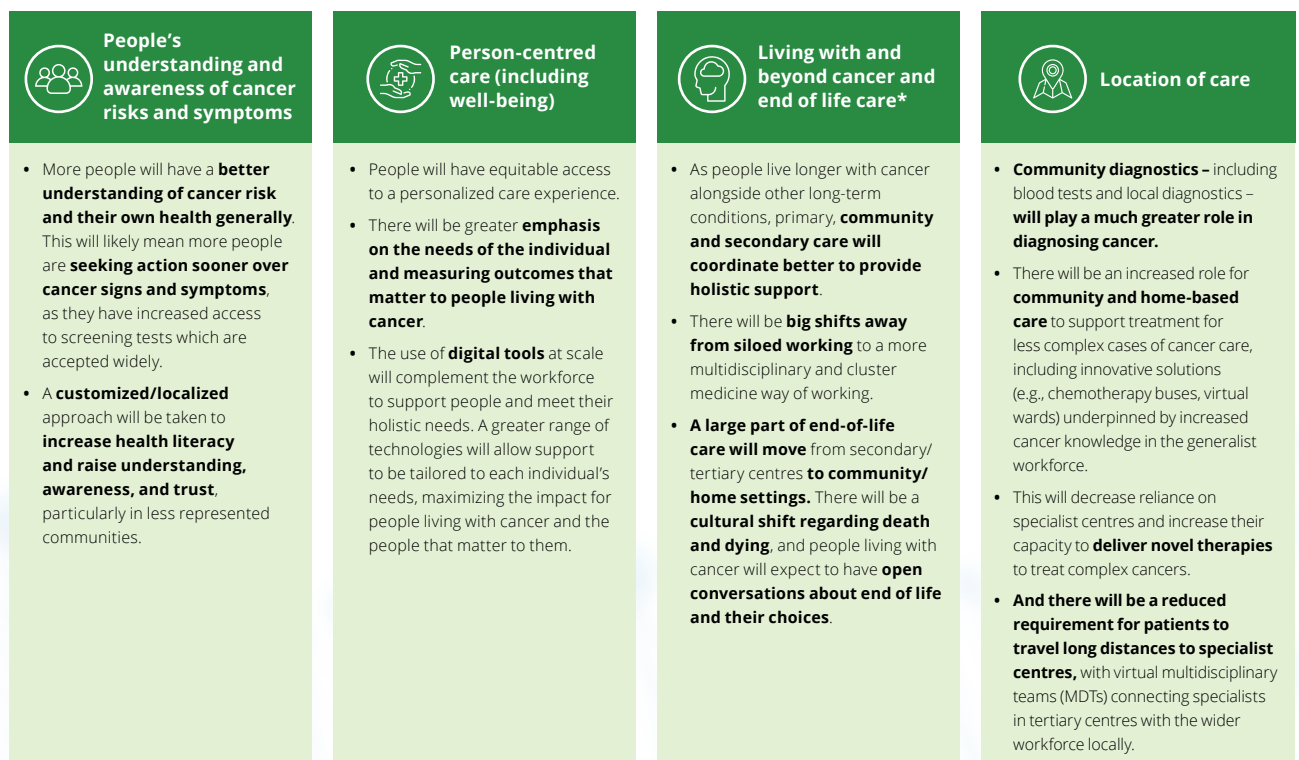 People's
understanding and
awareness of cancer
risks and symptoms
• More people will have a better
understanding of cancer risk
and their own health generally.
This will likely mean more people
are seeking action sooner over
cancer signs and symptoms,
as they have increased access
to screening tests which are
accepted widely.
• A customized/localized
approach will be taken to
increase health literacy
and raise understanding,
awareness, and trust,
particularly in less represented
communities.
Person-centred
care (including
well-being)
• People will have equitable access
to a personalized care experience.
• There will be greater emphasis
on the needs of the individual
and measuring outcomes that
matter to people living with
cancer.
• The use of digital tools at scale
will complement the workforce
to support people and meet their
holistic needs. A greater range of
technologies will allow support
to be tailored to each individual's
needs, maximizing the impact for
people living with cancer and the
people that matter to them.
Living with and
beyond cancer and
end of life care*
• As people live longer with cancer
alongside other long-term
conditions, primary, community
and secondary care will
coordinate better to provide
holistic support.
• There will be big shifts away
from siloed working to a more
multidisciplinary and cluster
medicine way of working.
• A large part of end-of-life
care will move from secondary/
tertiary centres to community/
home settings. There will be a
cultural shift regarding death
and dying, and people living with
cancer will expect to have open
conversations about end of life
and their choices.
Location of care
• Community diagnostics – including
blood tests and local diagnostics –
will play a much greater role in
diagnosing cancer.
• There will be an increased role for
community and home-based
care to support treatment for
less complex cases of cancer care,
including innovative solutions
(e.g., chemotherapy buses, virtual
wards) underpinned by increased
cancer knowledge in the generalist
workforce.
• This will decrease reliance on
specialist centres and increase their
capacity to deliver novel therapies
to treat complex cancers.
• And there will be a reduced
requirement for patients to
travel long distances to specialist
centres, with virtual multidisciplinary
teams (MDTs) connecting specialists
in tertiary centres with the wider
workforce locally.